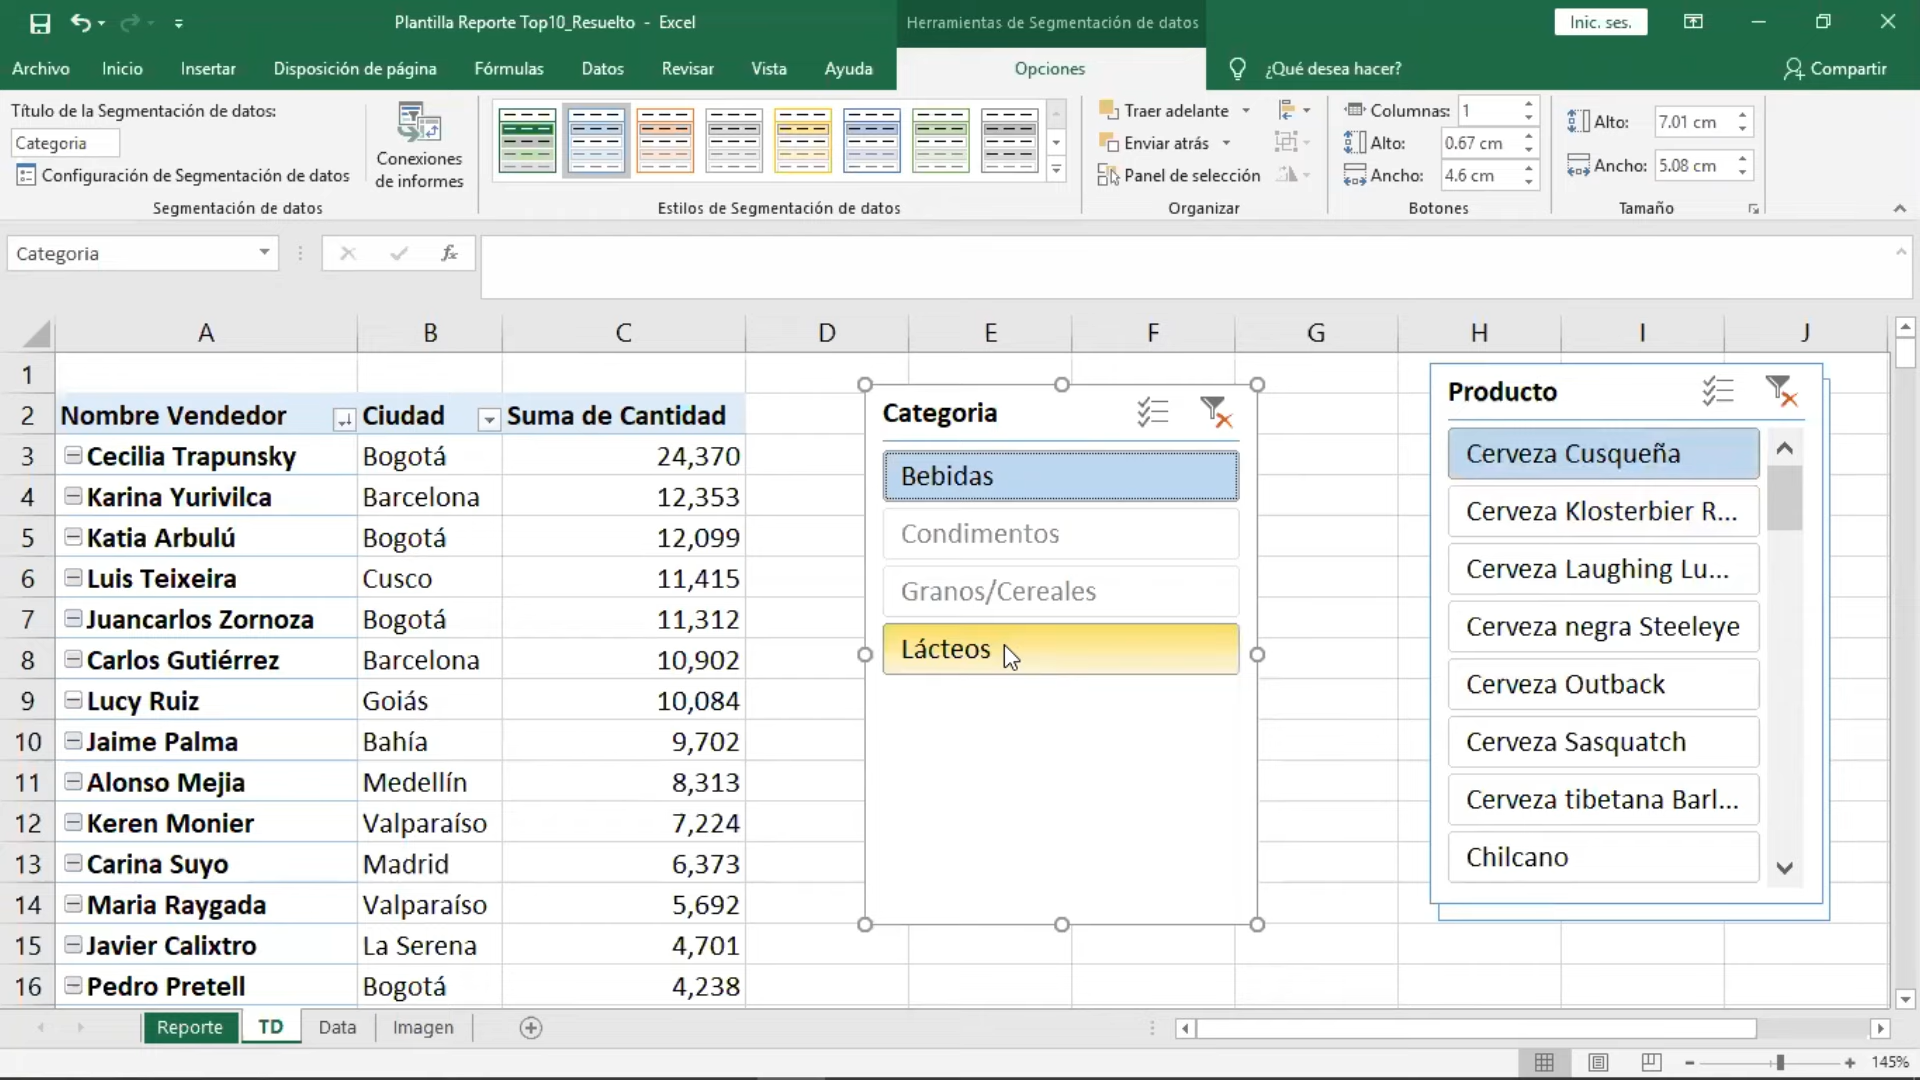 Plantilla Reporte Top10_Resuelto - Excel
Herramientas de Segmentación de datos
Inic. ses.
Archivo Inicio Insertar Disposición de página Fórmulas Datos Revisar Vista Ayuda Opciones ¿Qué desea hacer? Compartir
Título de la Segmentación de datos:
Categoria
Configuración de Segmentación de datos
Segmentación de datos
Conexiones
de informes
Estilos de Segmentación de datos
Traer adelante
Enviar atrás
Panel de selección
Organizar
Columnas: 1
Alto: 0.67 cm
Ancho: 4.6 cm
Botones
Alto: 7.01 cm
Ancho: 5.08 cm
Tamaño
Categoria fx
A B C D E F G H I J
1
2 Nombre Vendedor Ciudad Suma de Cantidad
3 Cecilia Trapunsky Bogotá 24,370
4 Karina Yurivilca Barcelona 12,353
5 Katia Arbulú Bogotá 12,099
6 Luis Teixeira Cusco 11,415
7 Juancarlos Zornoza Bogotá 11,312
8 Carlos Gutiérrez Barcelona 10,902
9 Lucy Ruiz Goiás 10,084
10 Jaime Palma Bahía 9,702
11 Alonso Mejia Medellín 8,313
12 Keren Monier Valparaíso 7,224
13 Carina Suyo Madrid 6,373
14 Maria Raygada Valparaíso 5,692
15 Javier Calixtro La Serena 4,701
16 Pedro Pretell Bogotá 4,238
Categoria
Bebidas
Condimentos
Granos/Cereales
Lácteos
Producto
Cerveza Cusqueña
Cerveza Klosterbier R...
Cerveza Laughing Lu...
Cerveza negra Steeleye
Cerveza Outback
Cerveza Sasquatch
Cerveza tibetana Barl...
Chilcano
Reporte TD Data Imagen
145%